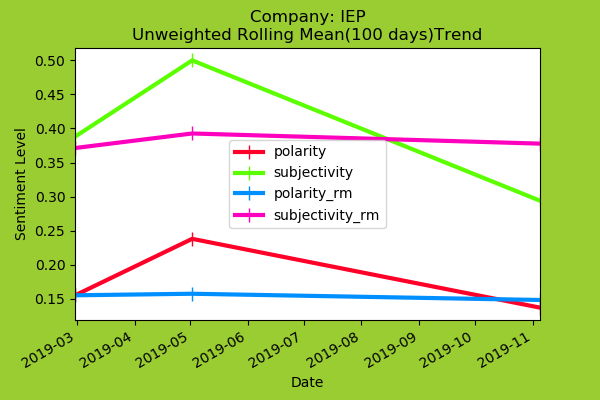 Company: IEP
Unweighted Rolling Mean(100 days)Trend
Sentiment Level
0.50
0.45
0.40
0.35
0.30
0.25
0.20
0.15
polarity
subjectivity
polarity_rm
subjectivity_rm
2019-03
2019-04
2019-05
2019-06
2019-07
2019-08
2019-09
2019-10
2019-11
Date